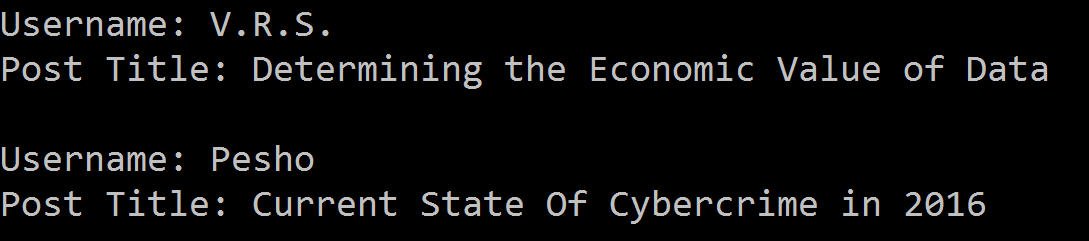 Username: V.R.S.
Post Title: Determining the Economic Value of Data
Username: Pesho
Post Title: Current State Of Cybercrime in 2016